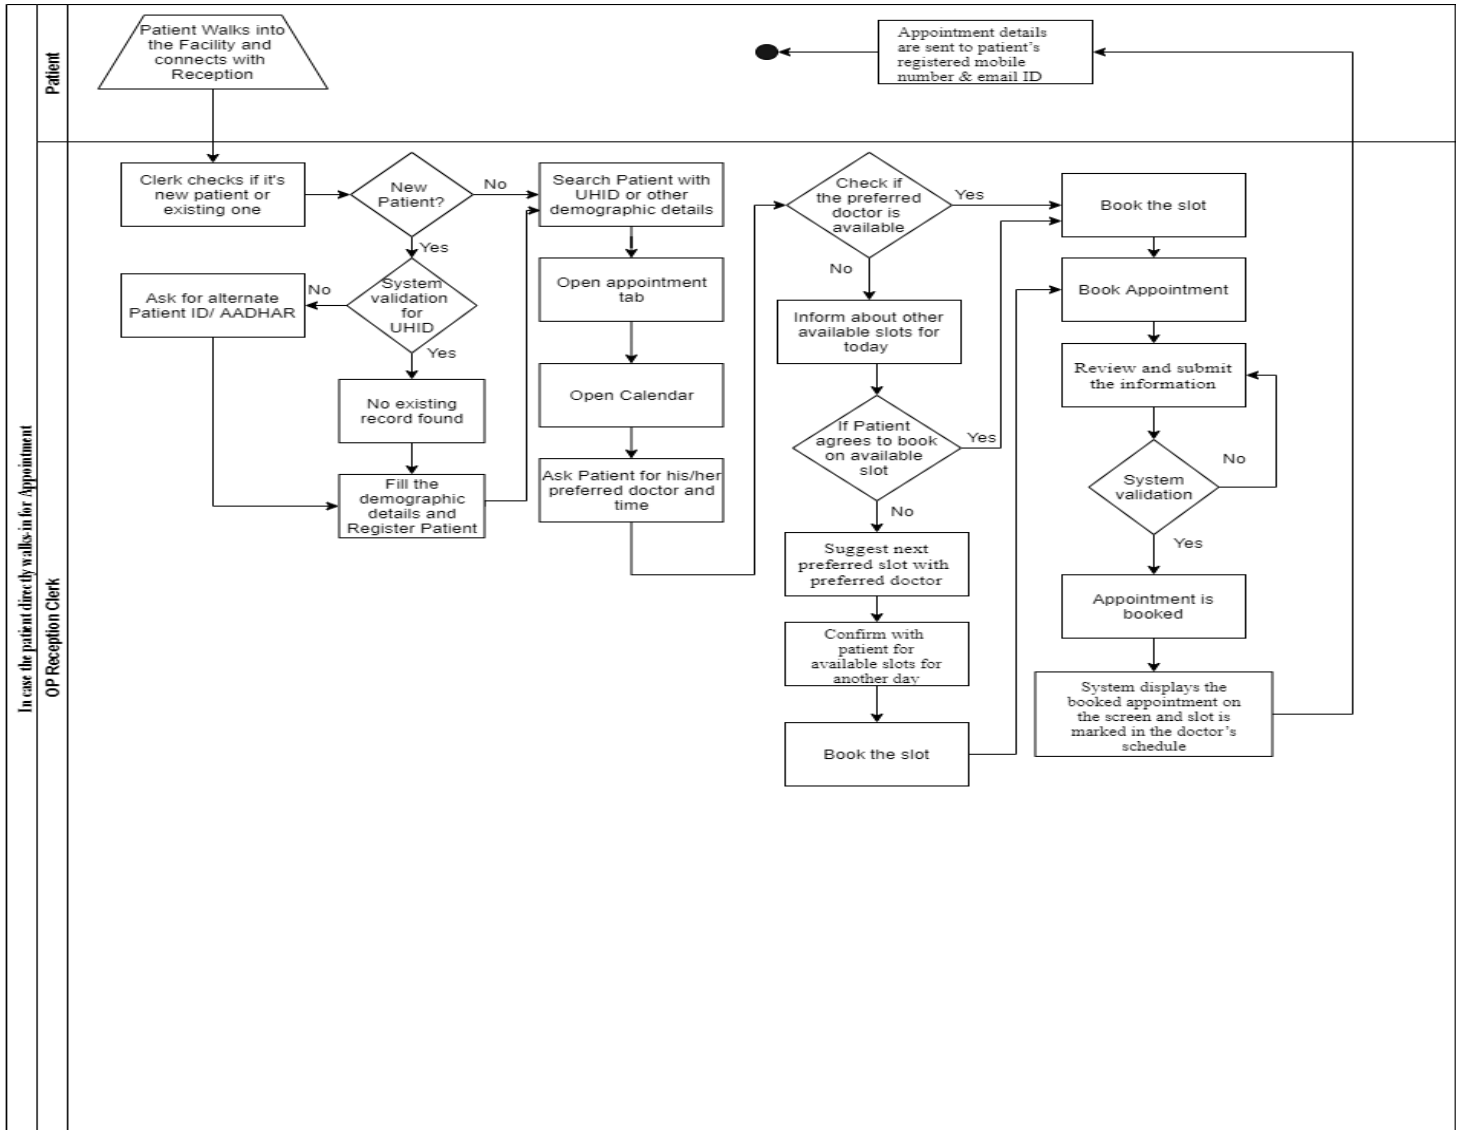 In case the patient directly walks-in for Appointment
Patient
Patient Walks into
the Facility and
connects with
Reception
Appointment details
are sent to patient’s
registered mobile
number & email ID
OP Reception Clerk
Clerk checks if it's
new patient or
existing one
New
Patient?
No
Yes
System
validation
for
UHID
No
Yes
Ask for alternate
Patient ID/ AADHAR
No existing
record found
Fill the
demographic
details and
Register Patient
Search Patient with
UHID or other
demographic details
Open appointment
tab
Open Calendar
Ask Patient for his/her
preferred doctor and
time
Check if
the preferred
doctor is
available
Yes
No
Inform about other
available slots for
today
If Patient
agrees to book
on available
slot
Yes
No
Suggest next
preferred slot with
preferred doctor
Confirm with
patient for
available slots for
another day
Book the slot
Book the slot
Book Appointment
Review and submit
the information
System
validation
No
Yes
Appointment is
booked
System displays the
booked appointment on
the screen and slot is
marked in the doctor’s
schedule